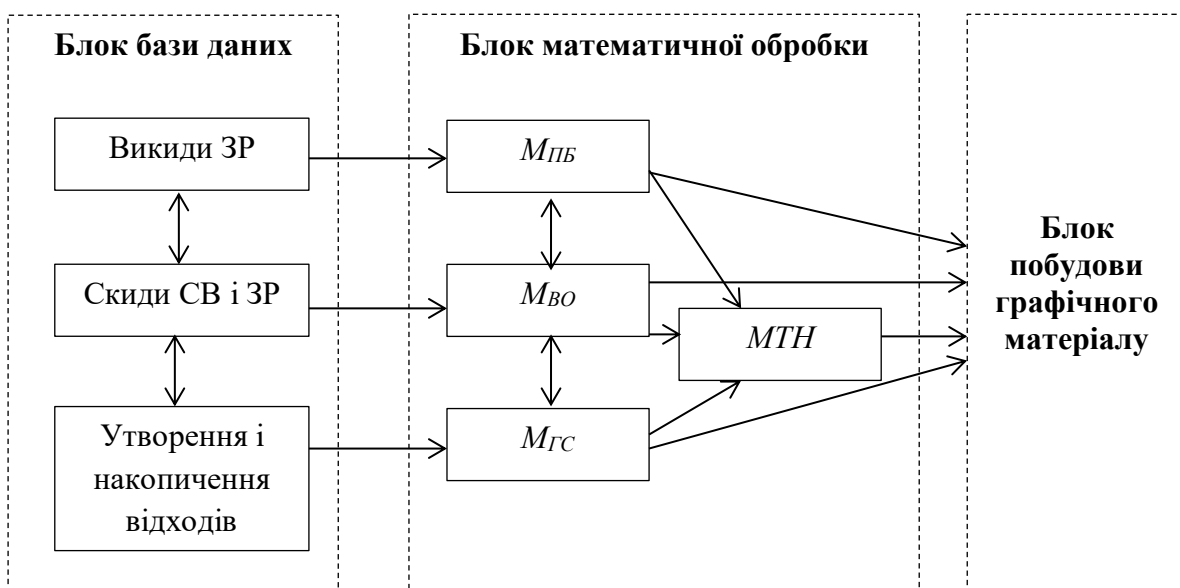 Блок бази даних
Викиди ЗР
Скиди СВ і ЗР
Утворення і
накопичення
відходів
Блок математичної обробки
МПБ
МВО
МГС
МТН
Блок
побудови
графічного
матеріалу